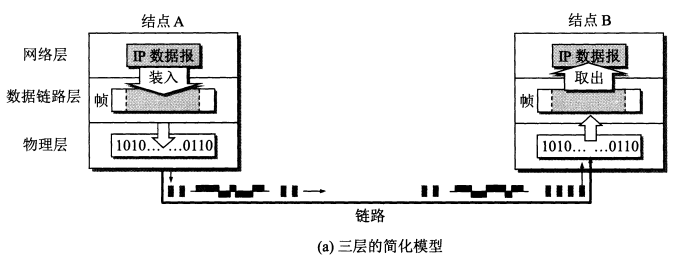 结点 A 结点 B
网络层 IP 数据报 IP 数据报
装入 取出
数据链路层 帧 帧
物理层 1010… …0110 1010… …0110
链路
(a) 三层的简化模型